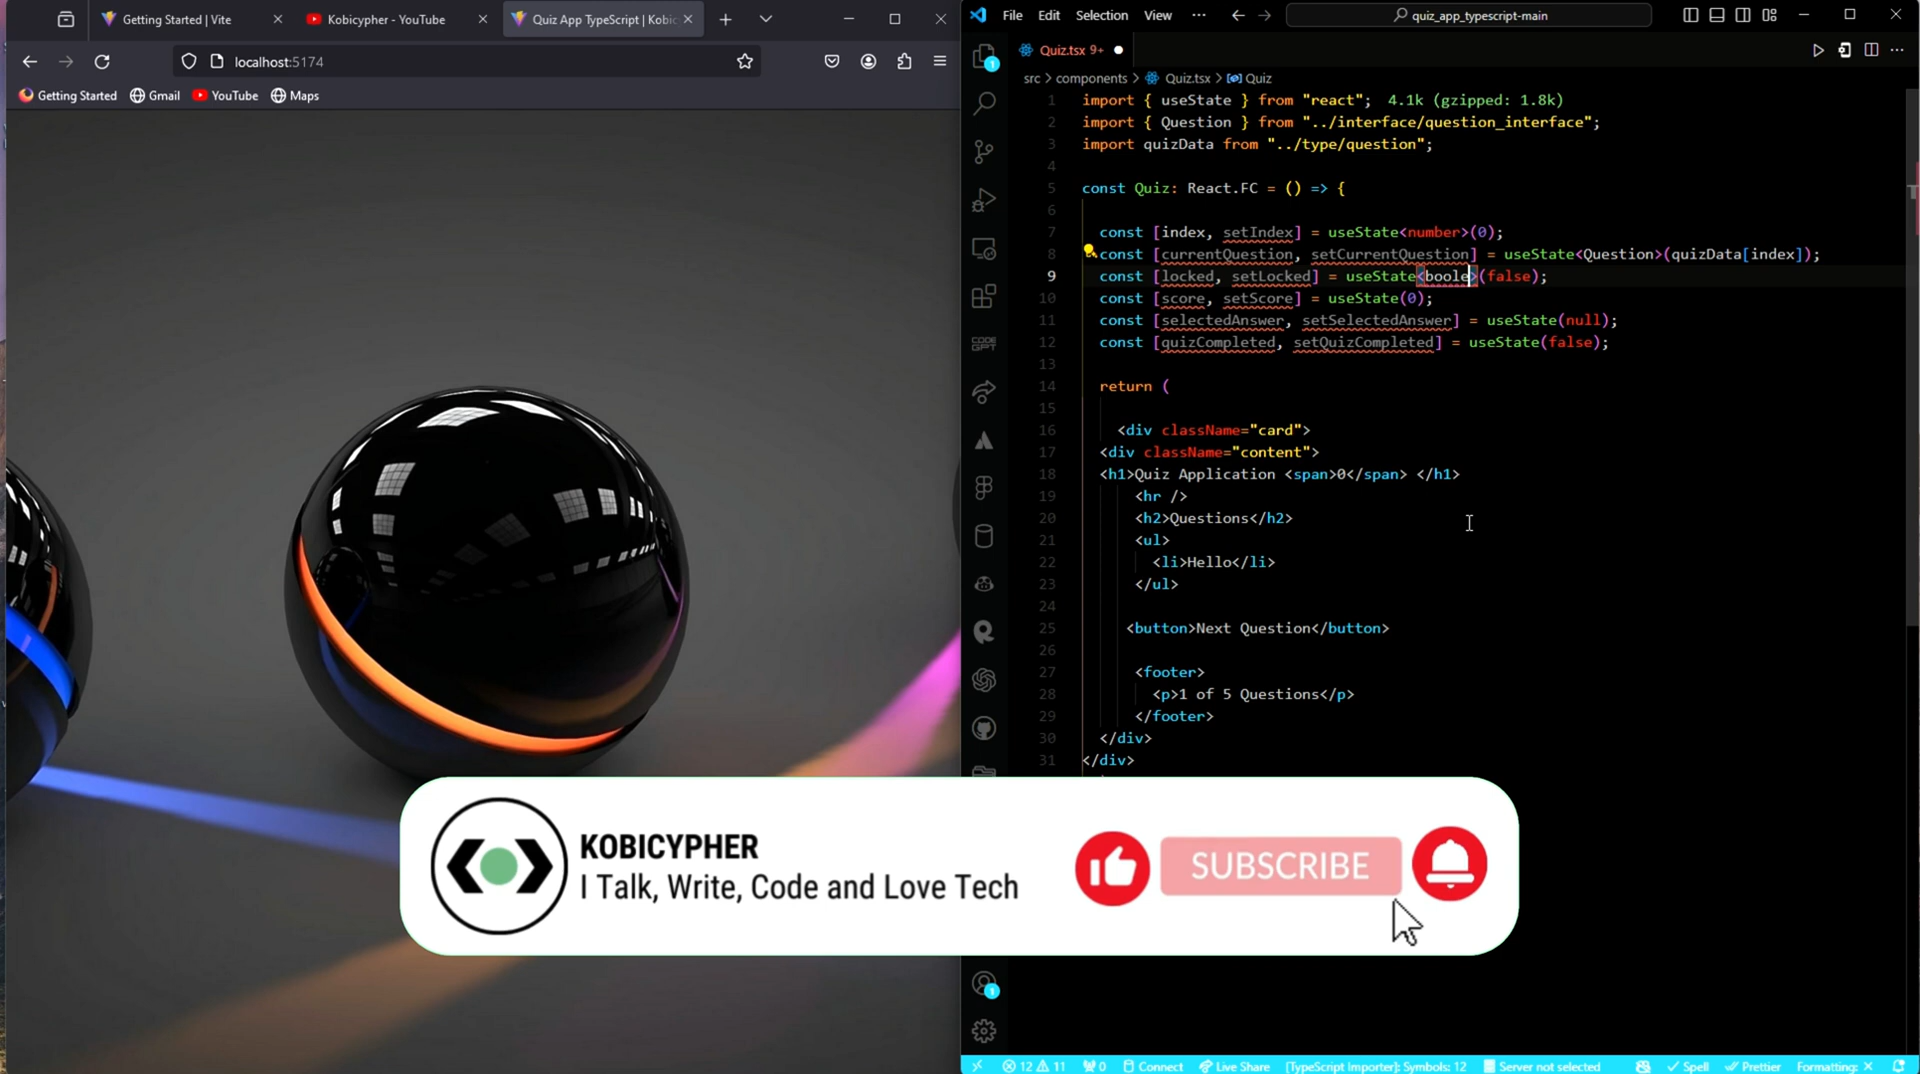 Getting Started | Vite
Kobicypher - YouTube
Quiz App TypeScript | Kobic
localhost:5174
Getting Started
Gmail
YouTube
Maps
File Edit Selection View ...
quiz_app_typescript-main
Quiz.tsx 9+
src > components > Quiz.tsx > Quiz
1 import { useState } from "react"; 4.1k (gzipped: 1.8k)
2 import { Question } from "../interface/question_interface";
3 import quizData from "../type/question";
4
5 const Quiz: React.FC = () => {
6
7 const [index, setIndex] = useState<number>(0);
8 const [currentQuestion, setCurrentQuestion] = useState<Question>(quizData[index]);
9 const [locked, setLocked] = useState<boole>(false);
10 const [score, setScore] = useState(0);
11 const [selectedAnswer, setSelectedAnswer] = useState(null);
12 const [quizCompleted, setQuizCompleted] = useState(false);
13
14 return (
15
16 <div className="card">
17 <div className="content">
18 <h1>Quiz Application <span>0</span> </h1>
19 <hr />
20 <h2>Questions</h2>
21 <ul>
22 <li>Hello</li>
23 </ul>
24
25 <button>Next Question</button>
26
27 <footer>
28 <p>1 of 5 Questions</p>
29 </footer>
30 </div>
31 </div>
CODE
GPT
1
1
KOBICYPHER
I Talk, Write, Code and Love Tech
SUBSCRIBE
12 11 0 Connect Live Share [TypeScript Importer]: Symbols: 12 Server not selected Spell Prettier Formatting: ×